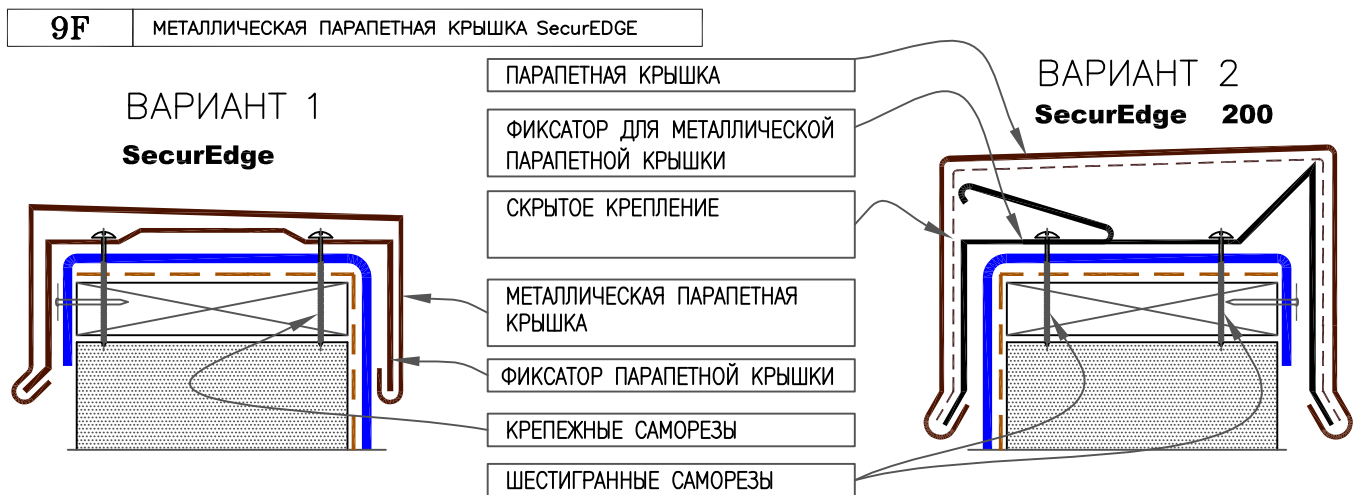 9F
МЕТАЛЛИЧЕСКАЯ ПАРАПЕТНАЯ КРЫШКА SecurEDGE
ВАРИАНТ 1
SecurEdge
ВАРИАНТ 2
SecurEdge 200
ПАРАПЕТНАЯ КРЫШКА
ФИКСАТОР ДЛЯ МЕТАЛЛИЧЕСКОЙ
ПАРАПЕТНОЙ КРЫШКИ
СКРЫТОЕ КРЕПЛЕНИЕ
МЕТАЛЛИЧЕСКАЯ ПАРАПЕТНАЯ
КРЫШКА
ФИКСАТОР ПАРАПЕТНОЙ КРЫШКИ
КРЕПЕЖНЫЕ САМОРЕЗЫ
ШЕСТИГРАННЫЕ САМОРЕЗЫ